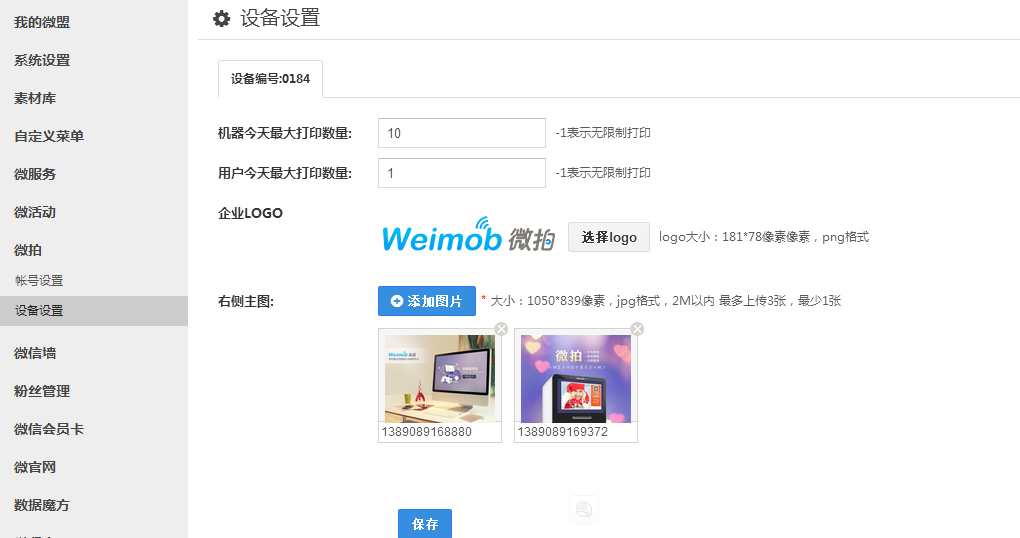 我的微盟
系统设置
素材库
自定义菜单
微服务
微活动
微拍
帐号设置
设备设置
微信墙
粉丝管理
微信会员卡
微官网
数据魔方
设备设置
设备编号:0184
机器今天最大打印数量: 10 -1表示无限制打印
用户今天最大打印数量: 1 -1表示无限制打印
企业LOGO
Weimob 微拍 选择logo logo大小：181*78像素像素，png格式
右侧主图: 添加图片 * 大小：1050*839像素，jpg格式，2M以内 最多上传3张，最少1张
Weimob
微拍
1389089168880 1389089169372
保存